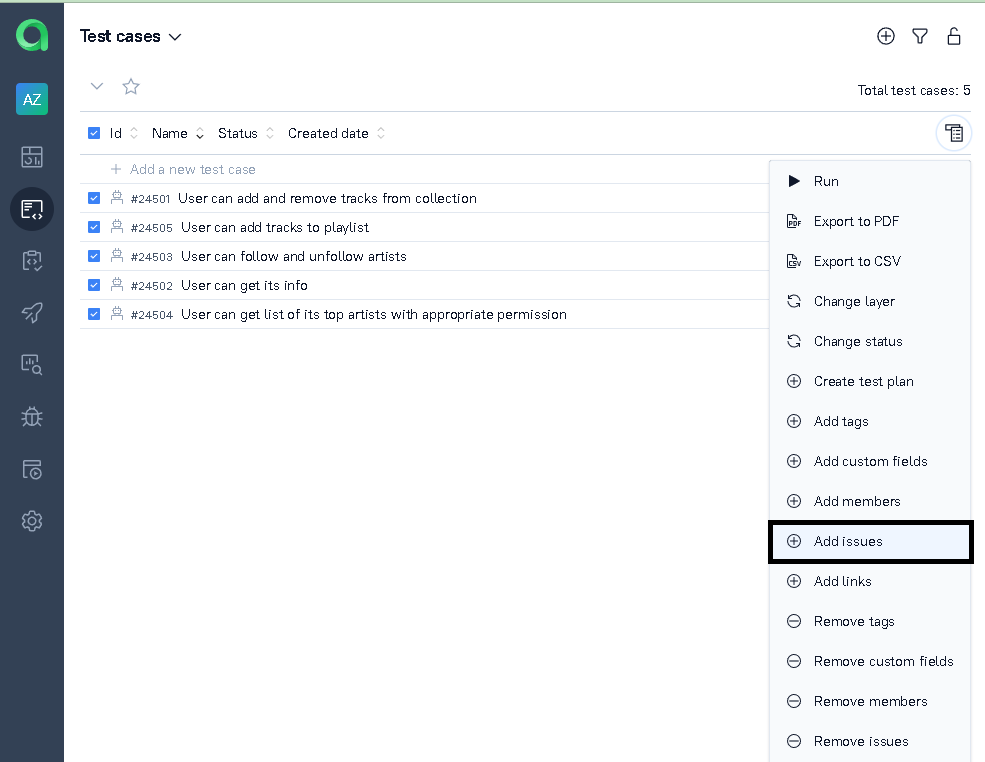 Test cases
AZ
Total test cases: 5
Id Name Status Created date
Add a new test case
#24501 User can add and remove tracks from collection
#24505 User can add tracks to playlist
#24503 User can follow and unfollow artists
#24502 User can get its info
#24504 User can get list of its top artists with appropriate permission
Run
PDF Export to PDF
CSV Export to CSV
Change layer
Change status
Create test plan
Add tags
Add custom fields
Add members
Add issues
Add links
Remove tags
Remove custom fields
Remove members
Remove issues